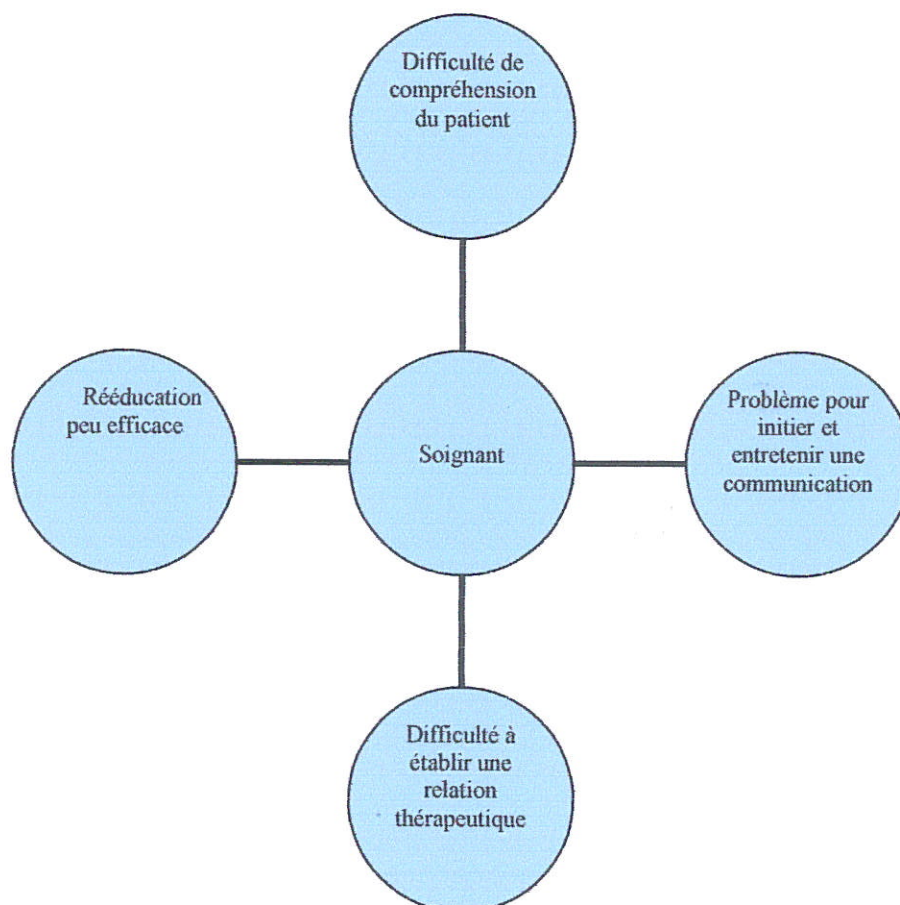 Difficulté de
compréhension
du patient
Rééducation
peu efficace
Soignant
Problème pour
initier et
entretenir une
communication
Difficulté à
établir une
relation
thérapeutique